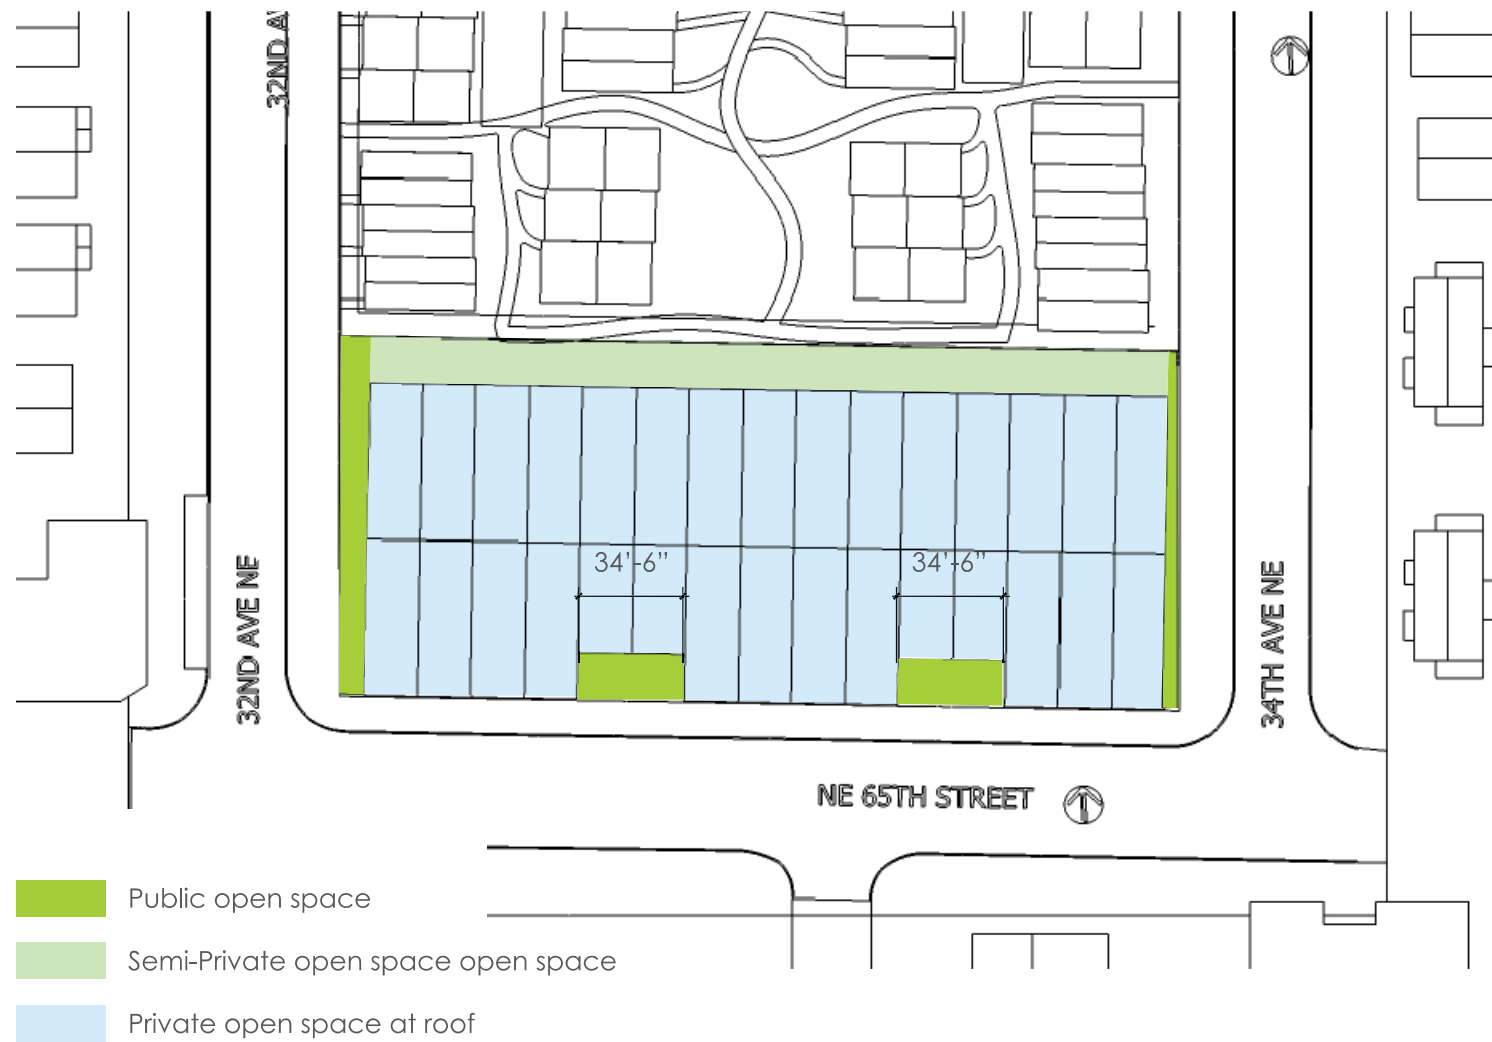 32ND AV
34'-6”
34'-6”
32ND AVE NE
34TH AVE NE
NE 65TH STREET
Public open space
Semi-Private open space open space
Private open space at roof